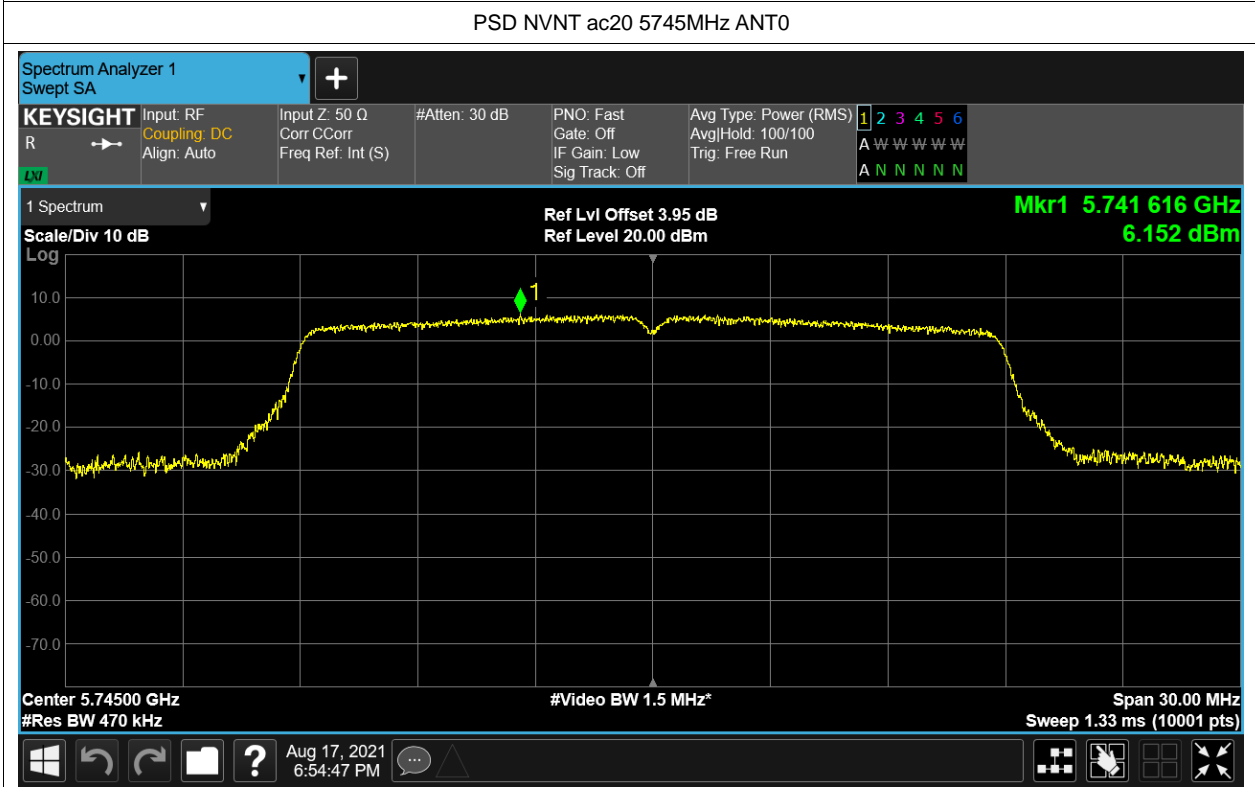 PSD NVNT ac20 5745MHz ANT0
Spectrum Analyzer 1
Swept SA
KEYSIGHT
R
LXI
Input: RF
Coupling: DC
Align: Auto
Input Z: 50 Ω
Corr CCorr
Freq Ref: Int (S)
#Atten: 30 dB
PNO: Fast
Gate: Off
IF Gain: Low
Sig Track: Off
Avg Type: Power (RMS)
Avg|Hold: 100/100
Trig: Free Run
1 2 3 4 5 6
A W W W W W
A N N N N N
1 Spectrum
Scale/Div 10 dB
Log
Ref Lvl Offset 3.95 dB
Ref Level 20.00 dBm
Mkr1 5.741 616 GHz
6.152 dBm
1
10.0
0.00
-10.0
-20.0
-30.0
-40.0
-50.0
-60.0
-70.0
Center 5.74500 GHz
#Res BW 470 kHz
#Video BW 1.5 MHz*
Span 30.00 MHz
Sweep 1.33 ms (10001 pts)
?
Aug 17, 2021
6:54:47 PM